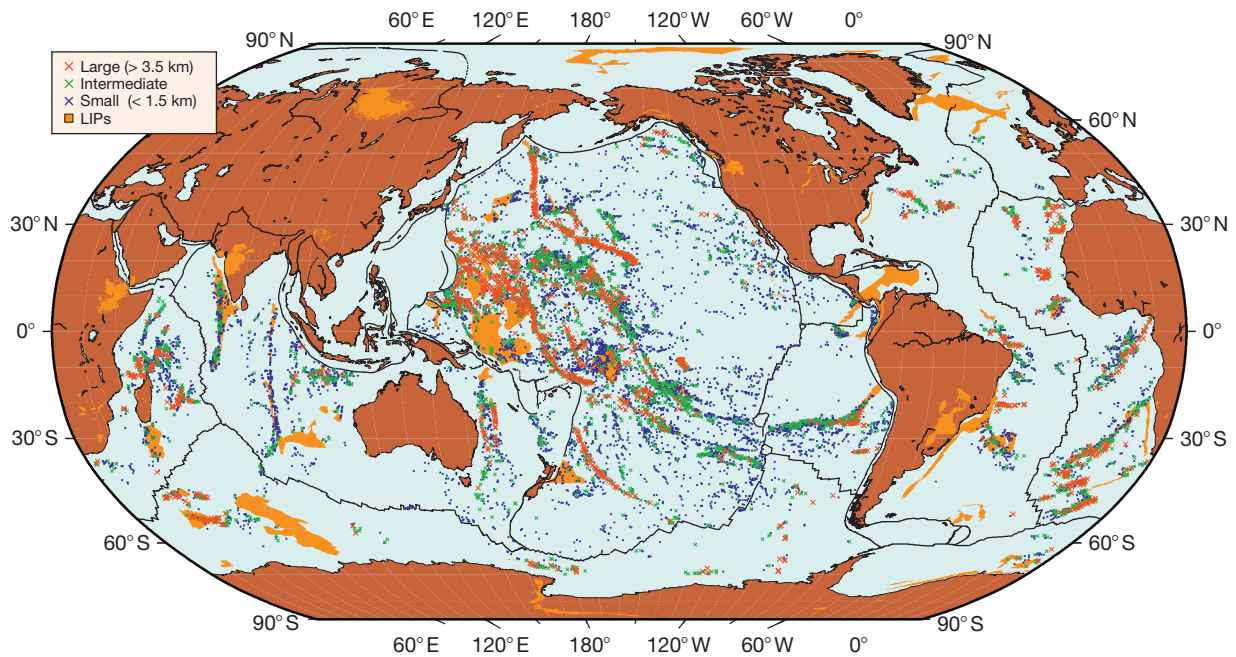 60° E 120° E 180° 120° W 60° W 0°
90° N 90° N
× Large (> 3.5 km)
× Intermediate
× Small (< 1.5 km)
LIPs
60° N
30° N 30° N
0° 0°
30° S 30° S
60° S 60° S
90° S 90° S
60° E 120° E 180° 120° W 60° W 0°